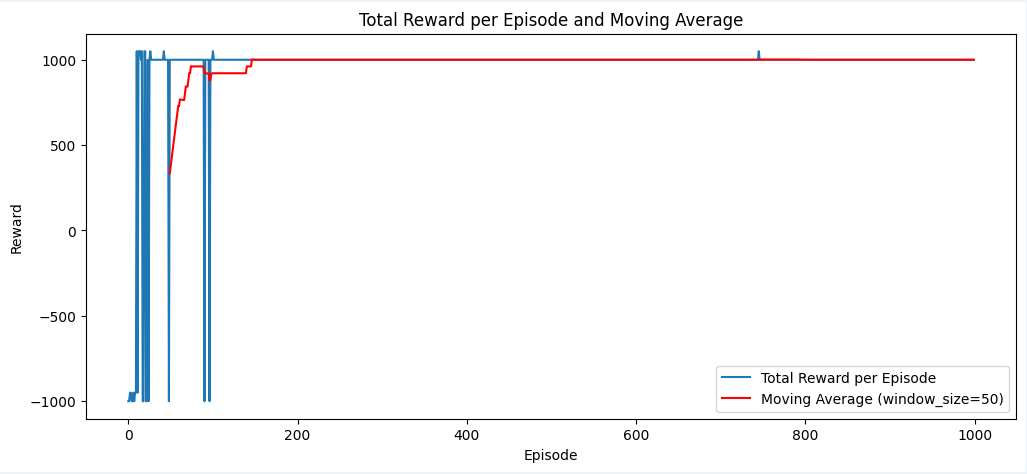 Total Reward per Episode and Moving Average
1000
500
0
−500
−1000
Reward
0
200
400
600
800
1000
Episode
Total Reward per Episode
Moving Average (window_size=50)